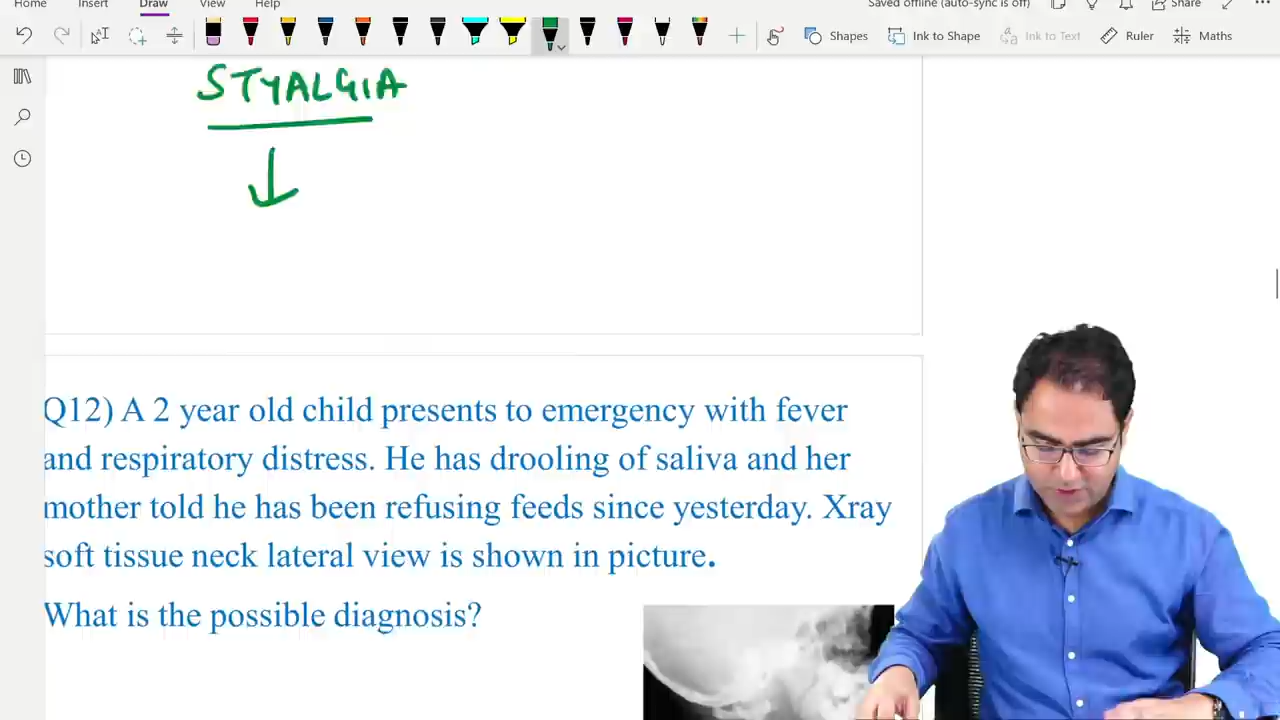 Home Insert Draw View Help Saved offline (auto-sync is off) Share
Shapes Ink to Shape Ink to Text Ruler Maths
STYALGIA
Q12) A 2 year old child presents to emergency with fever
and respiratory distress. He has drooling of saliva and her
mother told he has been refusing feeds since yesterday. Xray
soft tissue neck lateral view is shown in picture.
What is the possible diagnosis?